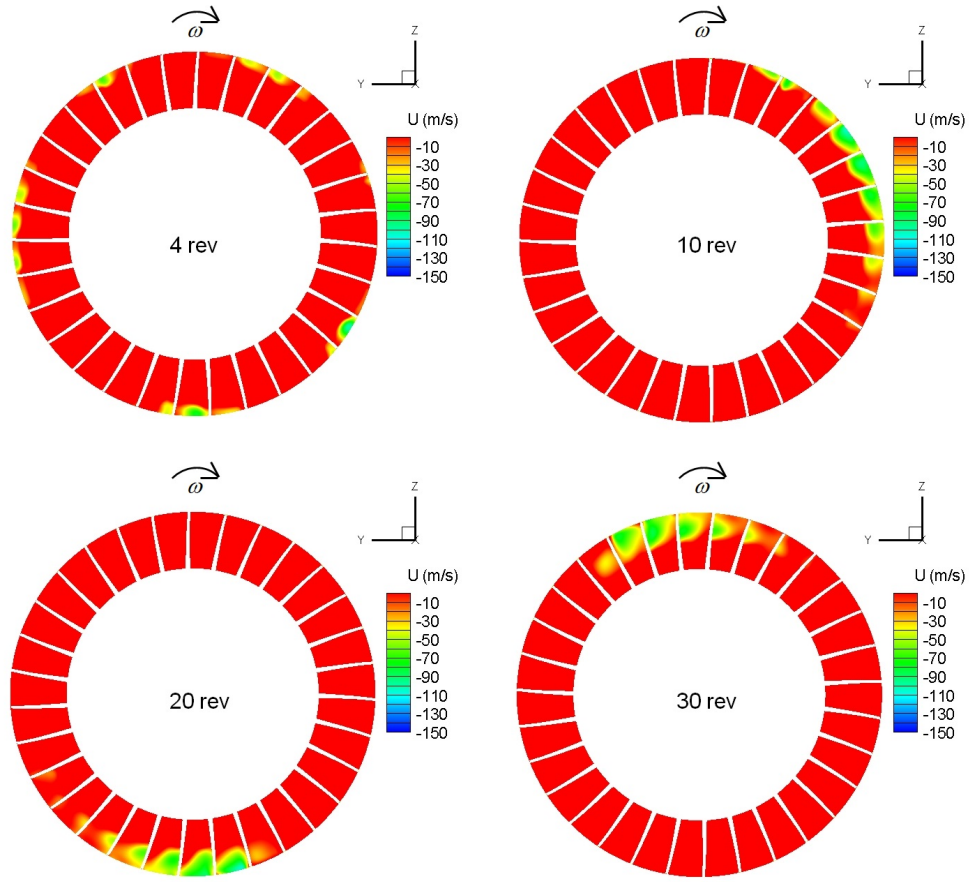 ω
Z
Y
X
U (m/s)
-10
-30
-50
-70
-90
-110
-130
-150
4 rev
ω
Z
Y
X
U (m/s)
-10
-30
-50
-70
-90
-110
-130
-150
10 rev
ω
Z
Y
X
U (m/s)
-10
-30
-50
-70
-90
-110
-130
-150
20 rev
ω
Z
Y
X
U (m/s)
-10
-30
-50
-70
-90
-110
-130
-150
30 rev